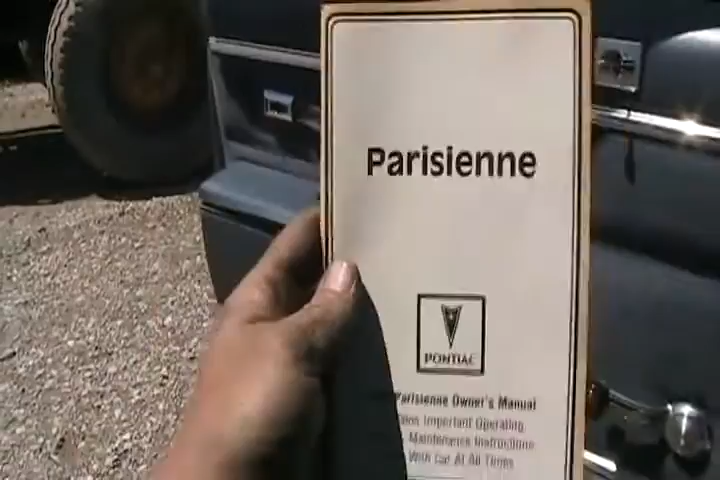 Parisienne
PONTIAC
Parisienne Owner's Manual
Important Operating
Maintenance Instructions
With Car At All Times